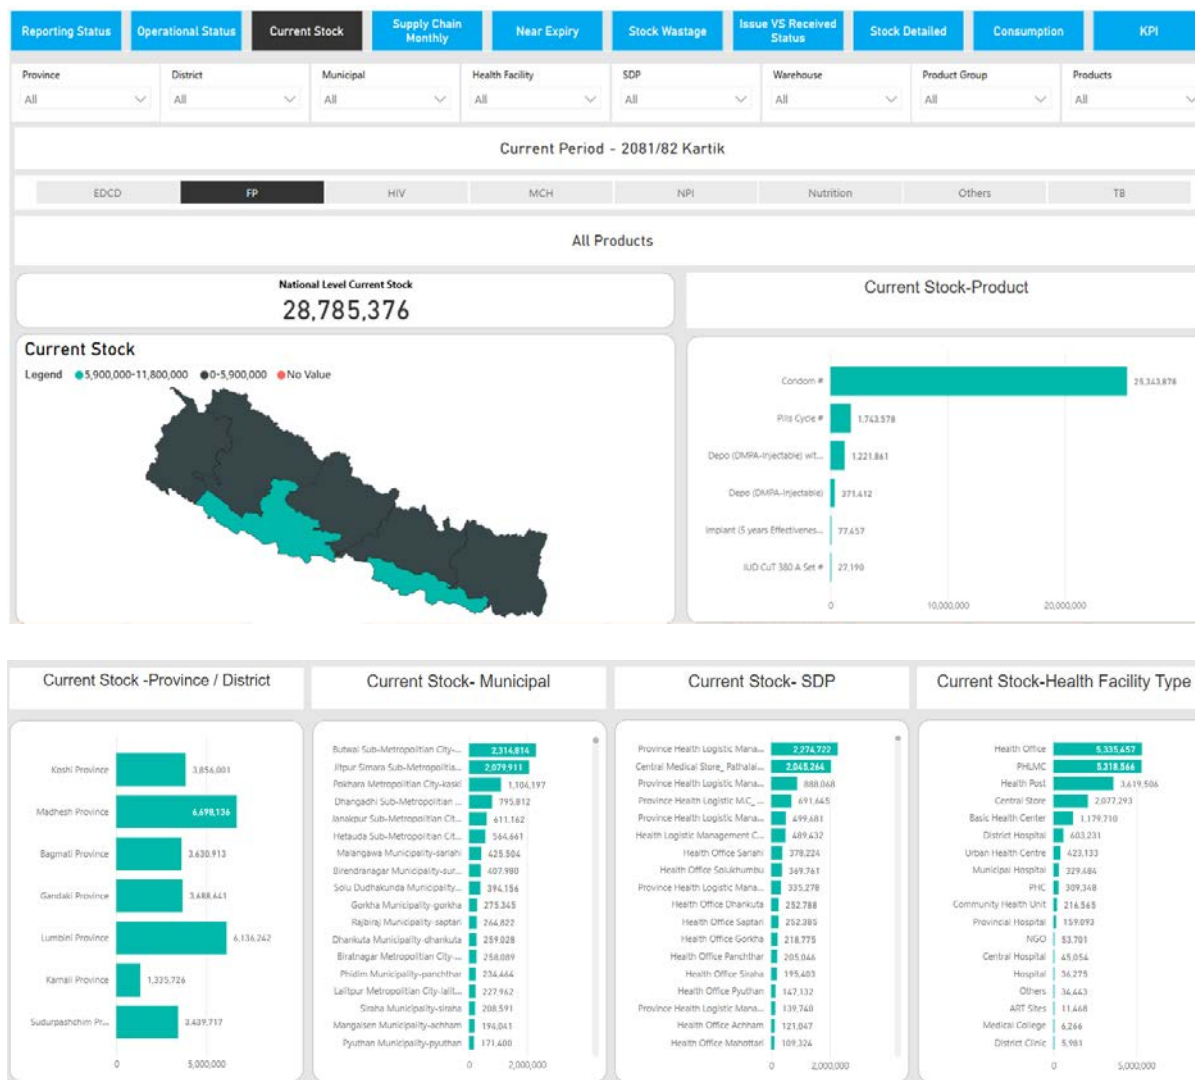 Reporting Status
Operational Status
Current Stock
Supply Chain
Monthly
Near Expiry
Stock Wastage
Issue VS Received
Status
Stock Detailed
Consumption
KPI
Province
District
Municipal
Health Facility
SDP
Warehouse
Product Group
Products
All
All
All
All
All
All
All
All
Current Period - 2081/82 Kartik
EDCD
FP
HIV
MCH
NPI
Nutrition
Others
TB
All Products
National Level Current Stock
28,785,376
Current Stock
Legend 5,900,000-11,800,000 0-5,900,000 No Value
Current Stock-Product
Condom # 25,343,878
Pills Cycle # 1,743,578
Depo (DMPA-Injectable) wit... 1,221,861
Depo (DMPA-Injectable) 371,412
Implant (5 years Effectivenes... 77,457
IUD CuT 380 A Set # 27,190
0 10,000,000 20,000,000
Current Stock -Province / District
Koshi Province 3,856,001
Madhesh Province 6,698,136
Bagmati Province 3,630,913
Gandaki Province 3,688,641
Lumbini Province 6,136,242
Karnali Province 1,335,726
Sudurpashchim Pr... 3,439,717
0 5,000,000
Current Stock- Municipal
Butwal Sub-Metropolitian City-... 2,314,814
Jitpur Simara Sub-Metropolitia... 2,079,911
Pokhara Metropolitian City-kaski 1,104,197
Dhangadhi Sub-Metropolitian ... 795,812
Janakpur Sub-Metropolitian Cit... 611,162
Hetauda Sub-Metropolitian Cit... 564,661
Malangawa Municipality-sarlahi 425,504
Birendranagar Municipality-sur... 407,980
Solu Dudhakunda Municipality... 394,156
Gorkha Municipality-gorkha 275,345
Rajbiraj Municipality-saptari 264,822
Dhankuta Municipality-dhankuta 259,028
Biratnagar Metropolitian City-... 258,089
Phidim Municipality-panchthar 234,464
Lalitpur Metropolitian City-lalit... 227,962
Siraha Municipality-siraha 208,591
Mangalsen Municipality-achham 194,041
Pyuthan Municipality-pyuthan 171,400
0 2,000,000
Current Stock- SDP
Province Health Logistic Mana... 2,274,722
Central Medical Store_ Pathalai... 2,045,264
Province Health Logistic Mana... 888,068
Province Health Logistic M.C_ ... 691,645
Province Health Logistic Mana... 499,681
Health Logistic Management C... 489,432
Health Office Sarlahi 378,224
Health Office Solukhumbu 369,761
Province Health Logistic Mana... 335,278
Health Office Dhankuta 252,788
Health Office Saptari 252,385
Health Office Gorkha 218,775
Health Office Panchthar 205,046
Health Office Siraha 195,403
Health Office Pyuthan 147,132
Province Health Logistic Mana... 139,740
Health Office Achham 121,047
Health Office Mahottari 109,324
0 2,000,000
Current Stock-Health Facility Type
Health Office 5,335,457
PHLMC 5,318,566
Health Post 3,619,506
Central Store 2,077,293
Basic Health Center 1,179,710
District Hospital 603,231
Urban Health Centre 423,133
Municipal Hospital 329,484
PHC 309,348
Community Health Unit 216,565
Provincial Hospital 159,093
NGO 53,701
Central Hospital 45,054
Hospital 36,275
Others 34,443
ART Sites 11,468
Medical College 6,266
District Clinic 5,901
0 5,000,000